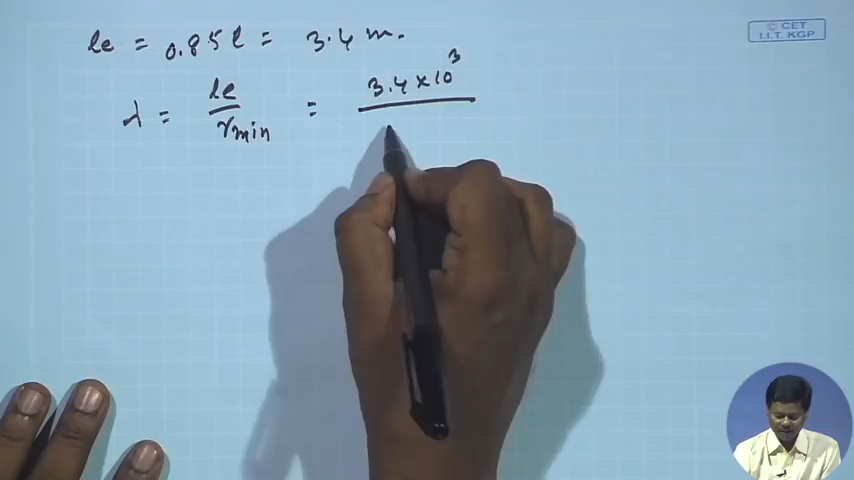 le = 0.85 l = 3.4 m.
λ = le / rmin = 3.4 × 10³
© CET
I.I.T. KGP